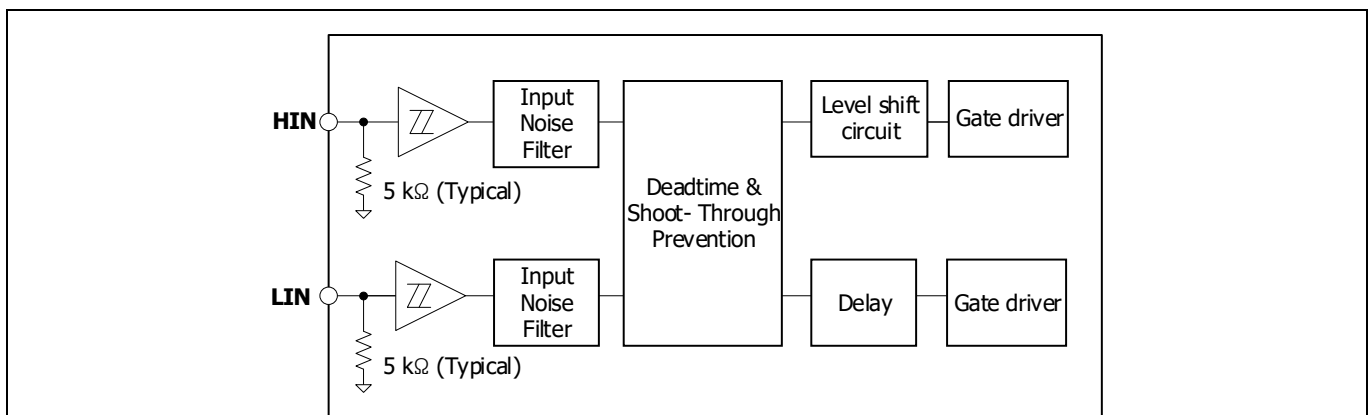 HIN
5 kΩ (Typical)
Input
Noise
Filter
Deadtime &
Shoot- Through
Prevention
Level shift
circuit
Gate driver
LIN
5 kΩ (Typical)
Input
Noise
Filter
Delay
Gate driver